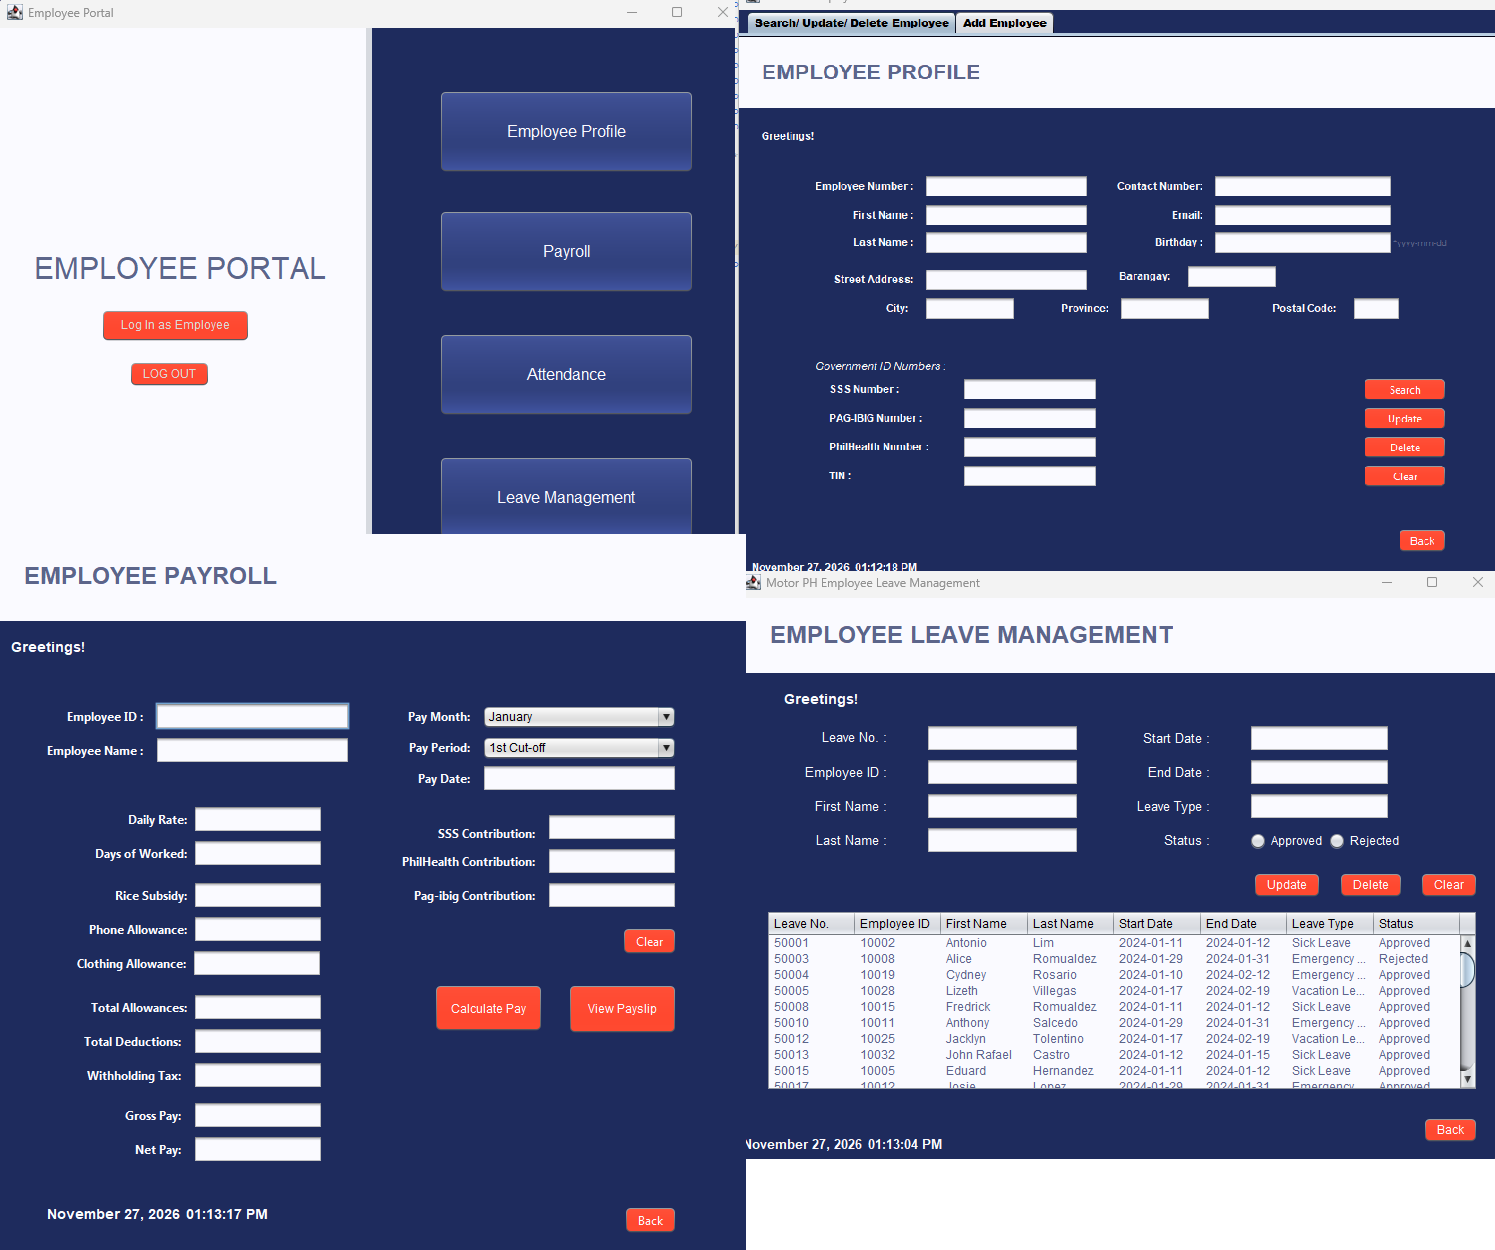 Employee Portal
EMPLOYEE PORTAL
Log In as Employee
LOG OUT
Employee Profile
Payroll
Attendance
Leave Management
Search/ Update/ Delete Employee
Add Employee
EMPLOYEE PROFILE
Greetings!
Employee Number :
Contact Number:
First Name :
Email:
Last Name :
Birthday :
*yyyy-mm-dd
Street Address:
Barangay:
City:
Province:
Postal Code:
Government ID Numbers :
SSS Number :
Search
PAG-IBIG Number :
Update
PhilHealth Number :
Delete
TIN :
Clear
Back
November 27, 2026 01:12:18 PM
EMPLOYEE PAYROLL
Greetings!
Employee ID :
Pay Month: January
Employee Name :
Pay Period: 1st Cut-off
Pay Date:
Daily Rate:
SSS Contribution:
Days of Worked:
PhilHealth Contribution:
Rice Subsidy:
Pag-ibig Contribution:
Phone Allowance:
Clear
Clothing Allowance:
Total Allowances:
Calculate Pay
View Payslip
Total Deductions:
Withholding Tax:
Gross Pay:
Net Pay:
November 27, 2026 01:13:17 PM
Back
Motor PH Employee Leave Management
EMPLOYEE LEAVE MANAGEMENT
Greetings!
Leave No. :
Start Date :
Employee ID :
End Date :
First Name :
Leave Type :
Last Name :
Status : Approved Rejected
Update Delete Clear
Leave No. Employee ID First Name Last Name Start Date End Date Leave Type Status
50001 10002 Antonio Lim 2024-01-11 2024-01-12 Sick Leave Approved
50003 10008 Alice Romualdez 2024-01-29 2024-01-31 Emergency ... Rejected
50004 10019 Cydney Rosario 2024-01-10 2024-02-12 Emergency ... Approved
50005 10028 Lizeth Villegas 2024-01-17 2024-02-19 Vacation Le... Approved
50008 10015 Fredrick Romualdez 2024-01-11 2024-01-12 Sick Leave Approved
50010 10011 Anthony Salcedo 2024-01-29 2024-01-31 Emergency ... Approved
50012 10025 Jacklyn Tolentino 2024-01-17 2024-02-19 Vacation Le... Approved
50013 10032 John Rafael Castro 2024-01-12 2024-01-15 Sick Leave Approved
50015 10005 Eduard Hernandez 2024-01-11 2024-01-12 Sick Leave Approved
50017 10012 Josie Lopez 2024-01-29 2024-01-31 Emergency Approved
Back
November 27, 2026 01:13:04 PM